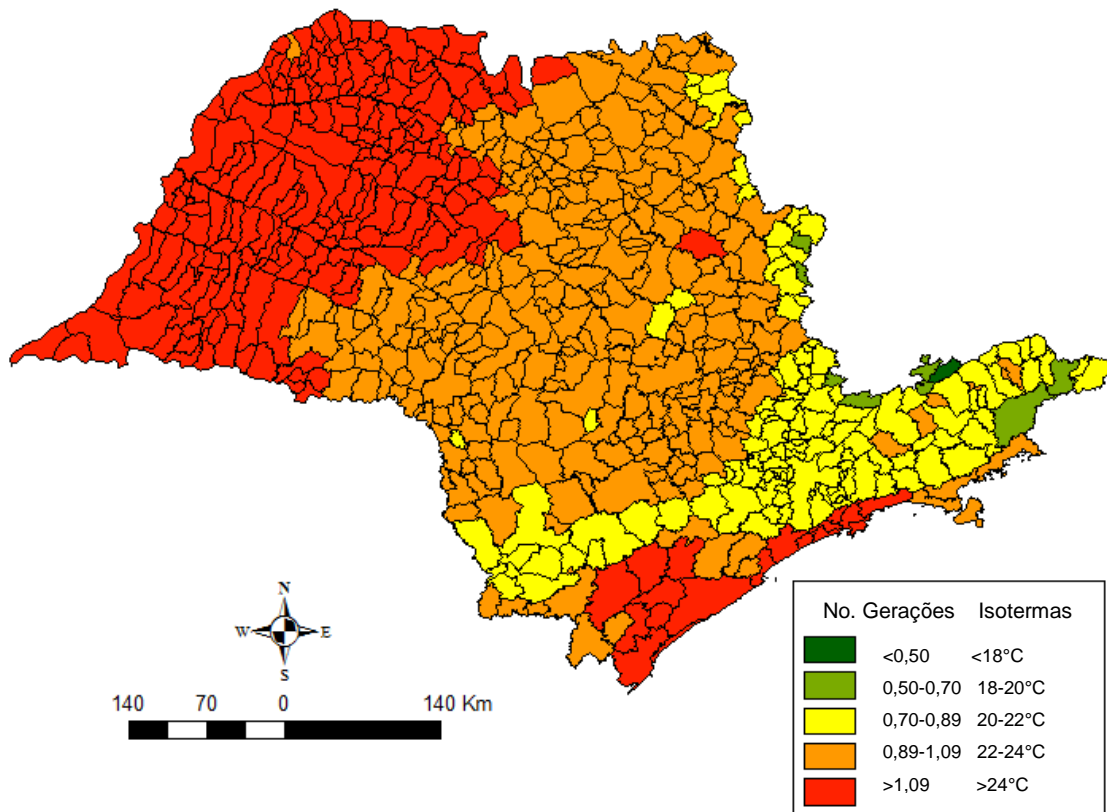 N
W E
S
140 70 0 140 Km
No. Gerações Isotermas
<0,50 <18°C
0,50-0,70 18-20°C
0,70-0,89 20-22°C
0,89-1,09 22-24°C
>1,09 >24°C